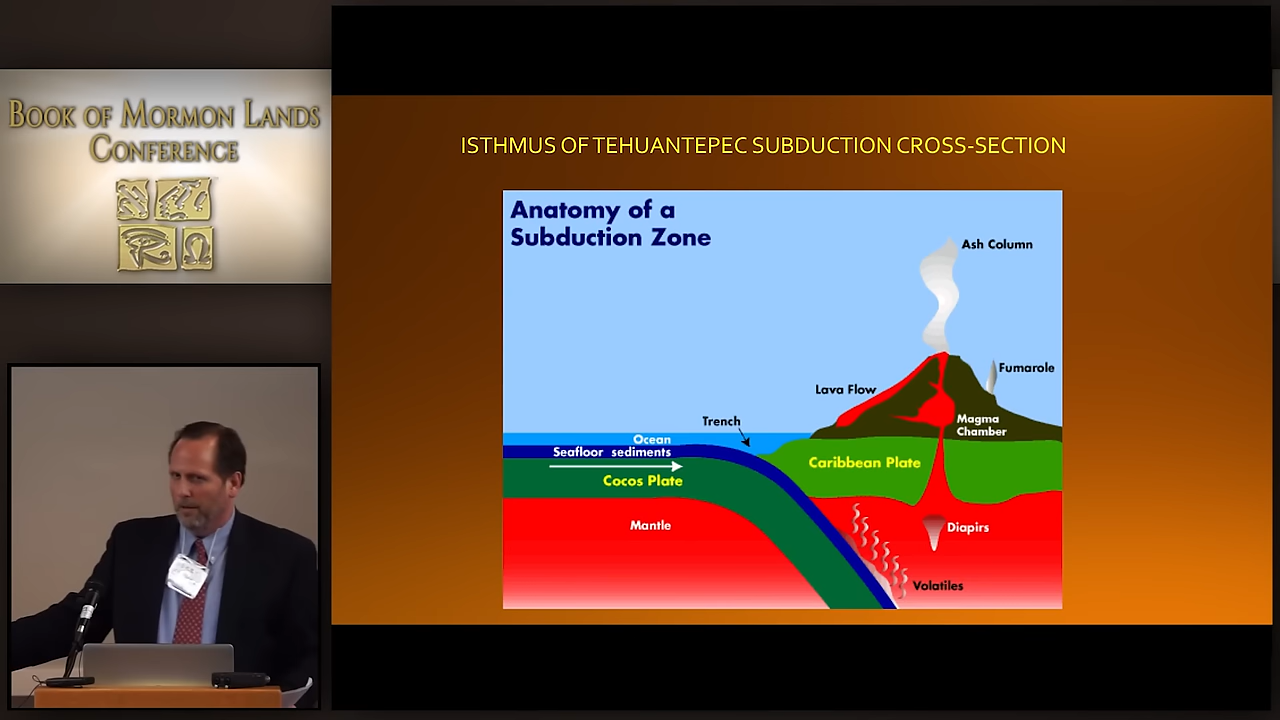 BOOK OF MORMON LANDS
CONFERENCE
ISTHMUS OF TEHUANTEPEC SUBDUCTION CROSS-SECTION
Anatomy of a
Subduction Zone
Ash Column
Fumarole
Lava Flow
Magma
Chamber
Trench
Ocean
Seafloor sediments
Caribbean Plate
Cocos Plate
Mantle
Diapirs
Volatiles